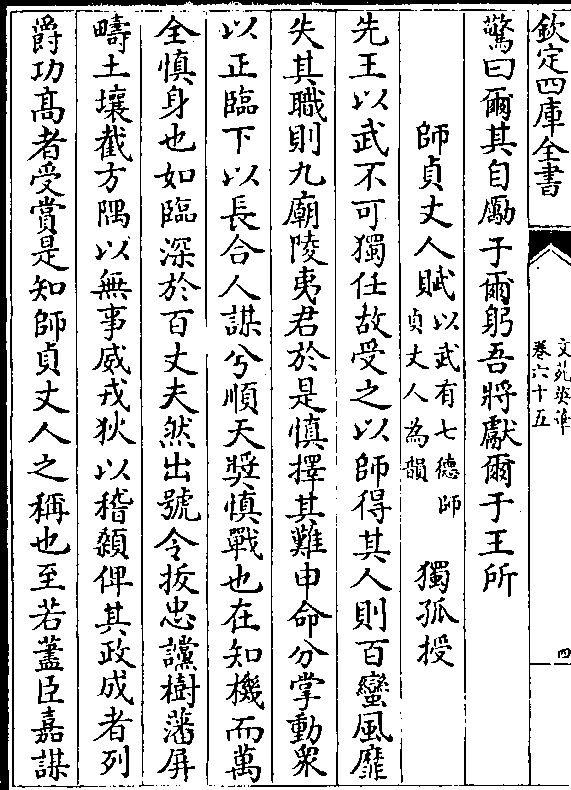 欽定四庫全書
文苑英華
卷六十五
四
驚曰爾其自勵于爾躬吾將獻爾于王所
師貞丈人賦以武有七德師
貞丈人為韻
獨孤授
先王以武不可獨任故受之以師得其人則百蠻風靡
失其職則九廟陵夷君於是慎擇其難申命分掌動衆
以正臨下以長合人謀兮順天奬慎戰也在知機而萬
全慎身也如臨深於百丈夫然出號令扳忠讜樹藩屏
疇土壤截方隅以無事威戎狄以稽顙俾其政成者列
爵功髙者受賞是知師貞丈人之稱也至若藎臣嘉謀